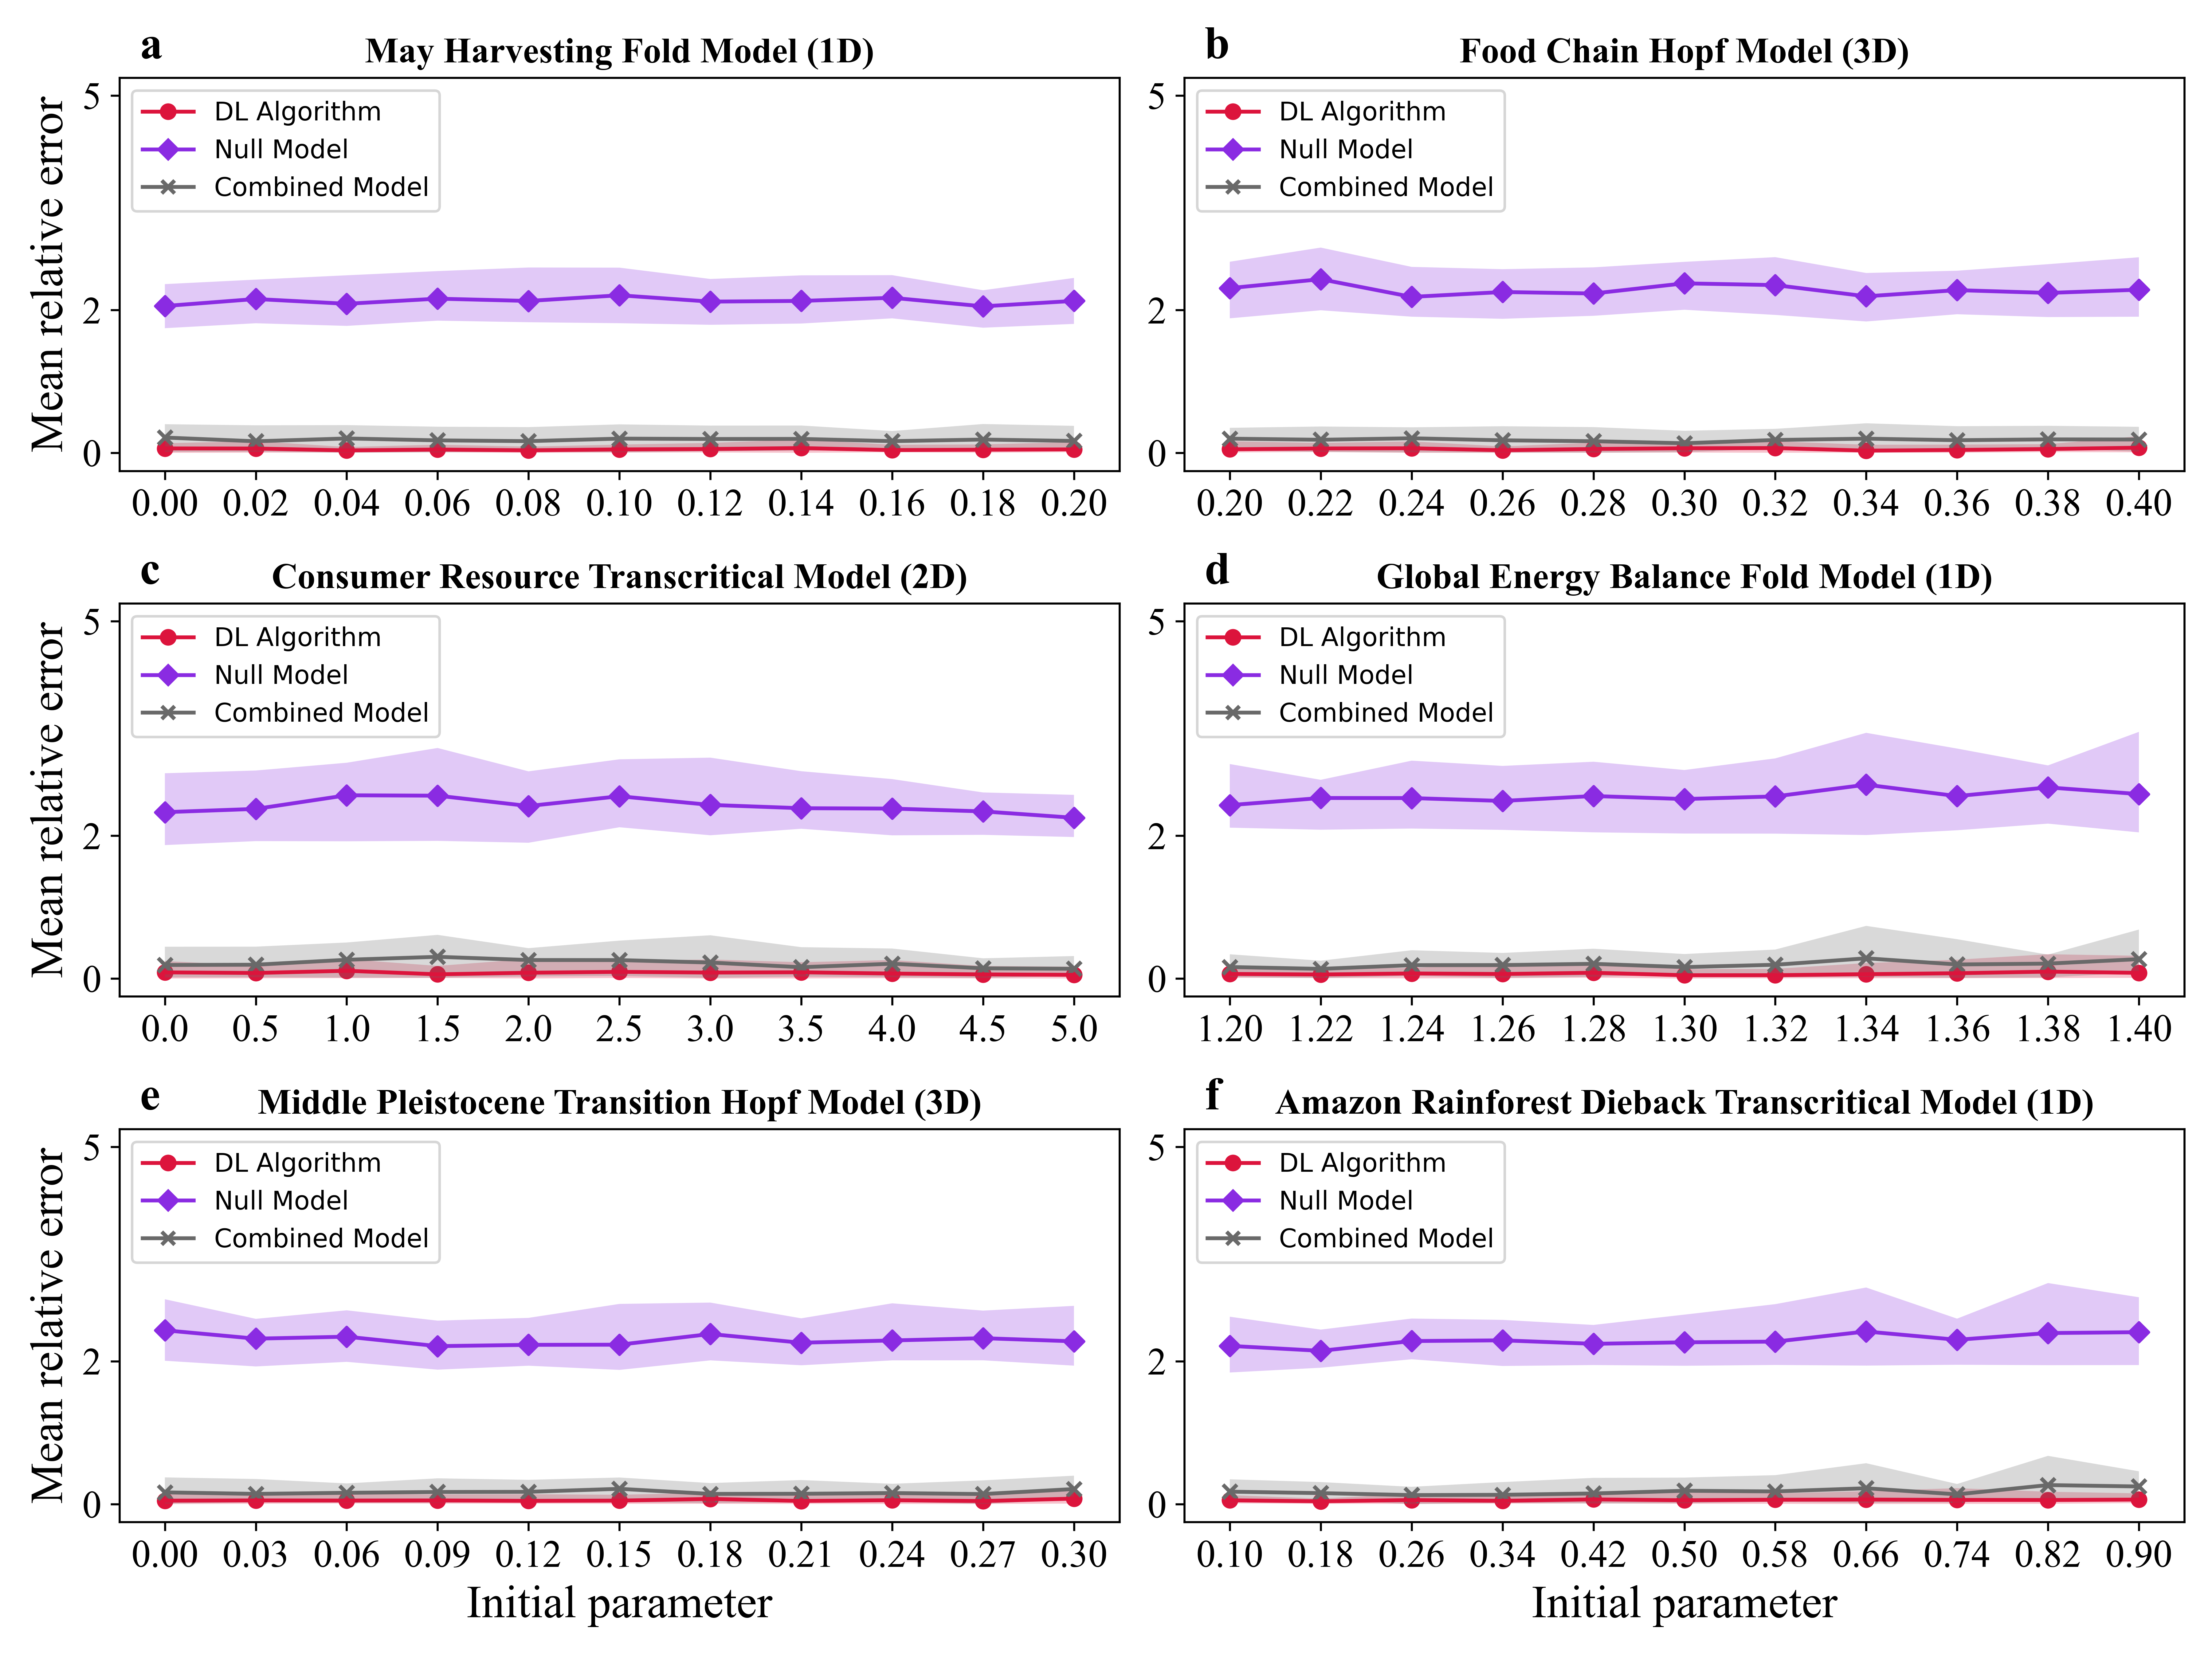 a May Harvesting Fold Model (1D)
Mean relative error
5
2
0
DL Algorithm
Null Model
Combined Model
0.00 0.02 0.04 0.06 0.08 0.10 0.12 0.14 0.16 0.18 0.20
b Food Chain Hopf Model (3D)
5
2
0
DL Algorithm
Null Model
Combined Model
0.20 0.22 0.24 0.26 0.28 0.30 0.32 0.34 0.36 0.38 0.40
c Consumer Resource Transcritical Model (2D)
Mean relative error
5
2
0
DL Algorithm
Null Model
Combined Model
0.0 0.5 1.0 1.5 2.0 2.5 3.0 3.5 4.0 4.5 5.0
d Global Energy Balance Fold Model (1D)
5
2
0
DL Algorithm
Null Model
Combined Model
1.20 1.22 1.24 1.26 1.28 1.30 1.32 1.34 1.36 1.38 1.40
e Middle Pleistocene Transition Hopf Model (3D)
Mean relative error
5
2
0
DL Algorithm
Null Model
Combined Model
0.00 0.03 0.06 0.09 0.12 0.15 0.18 0.21 0.24 0.27 0.30
Initial parameter
f Amazon Rainforest Dieback Transcritical Model (1D)
5
2
0
DL Algorithm
Null Model
Combined Model
0.10 0.18 0.26 0.34 0.42 0.50 0.58 0.66 0.74 0.82 0.90
Initial parameter